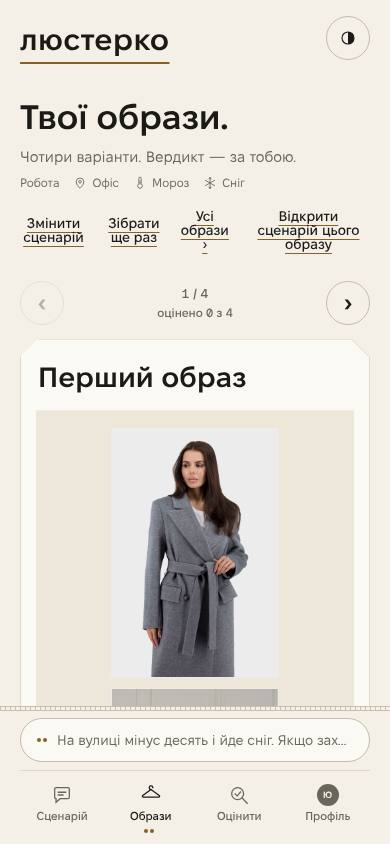 люстерко
Твої образи.
Чотири варіанти. Вердикт — за тобою.
Робота Офіс Мороз Сніг
Змінити
сценарій
Зібрати
ще раз
Усі
образи
›
Відкрити
сценарій цього
образу
‹
1 / 4
оцінено 0 з 4
›
Перший образ
На вулиці мінус десять і йде сніг. Якщо зах...
Сценарій
Образи
Оцінити
Ю
Профіль